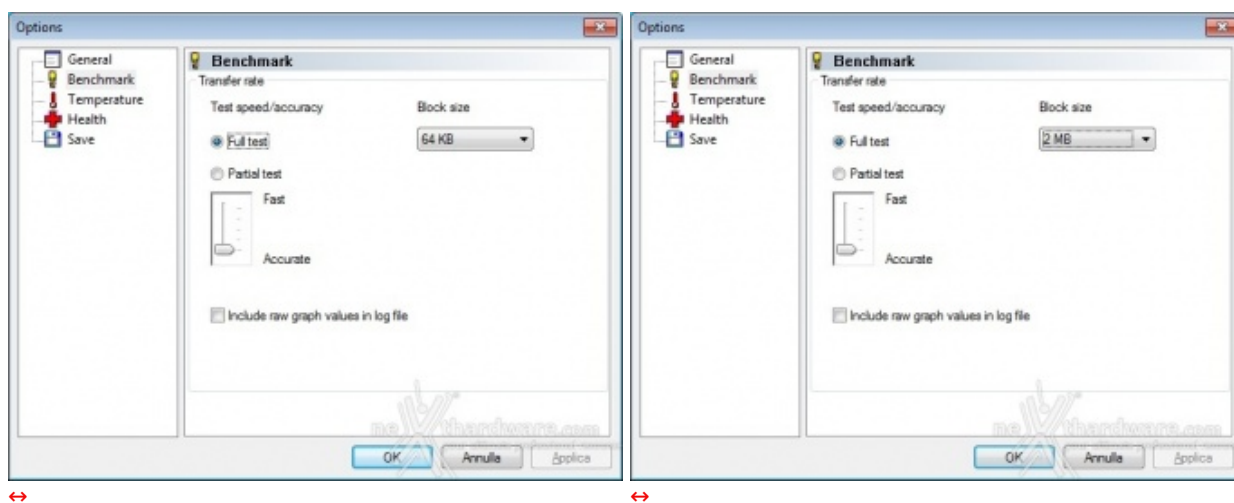 Options
General
Benchmark
Temperature
Health
Save
Benchmark
Transfer rate
Test speed/accuracy
Block size
Full test
64 KB
Partial test
Fast
Accurate
Include raw graph values in log file
OK
Annulla
Applica
Options
General
Benchmark
Temperature
Health
Save
Benchmark
Transfer rate
Test speed/accuracy
Block size
Full test
2 MB
Partial test
Fast
Accurate
Include raw graph values in log file
OK
Annulla
Applica